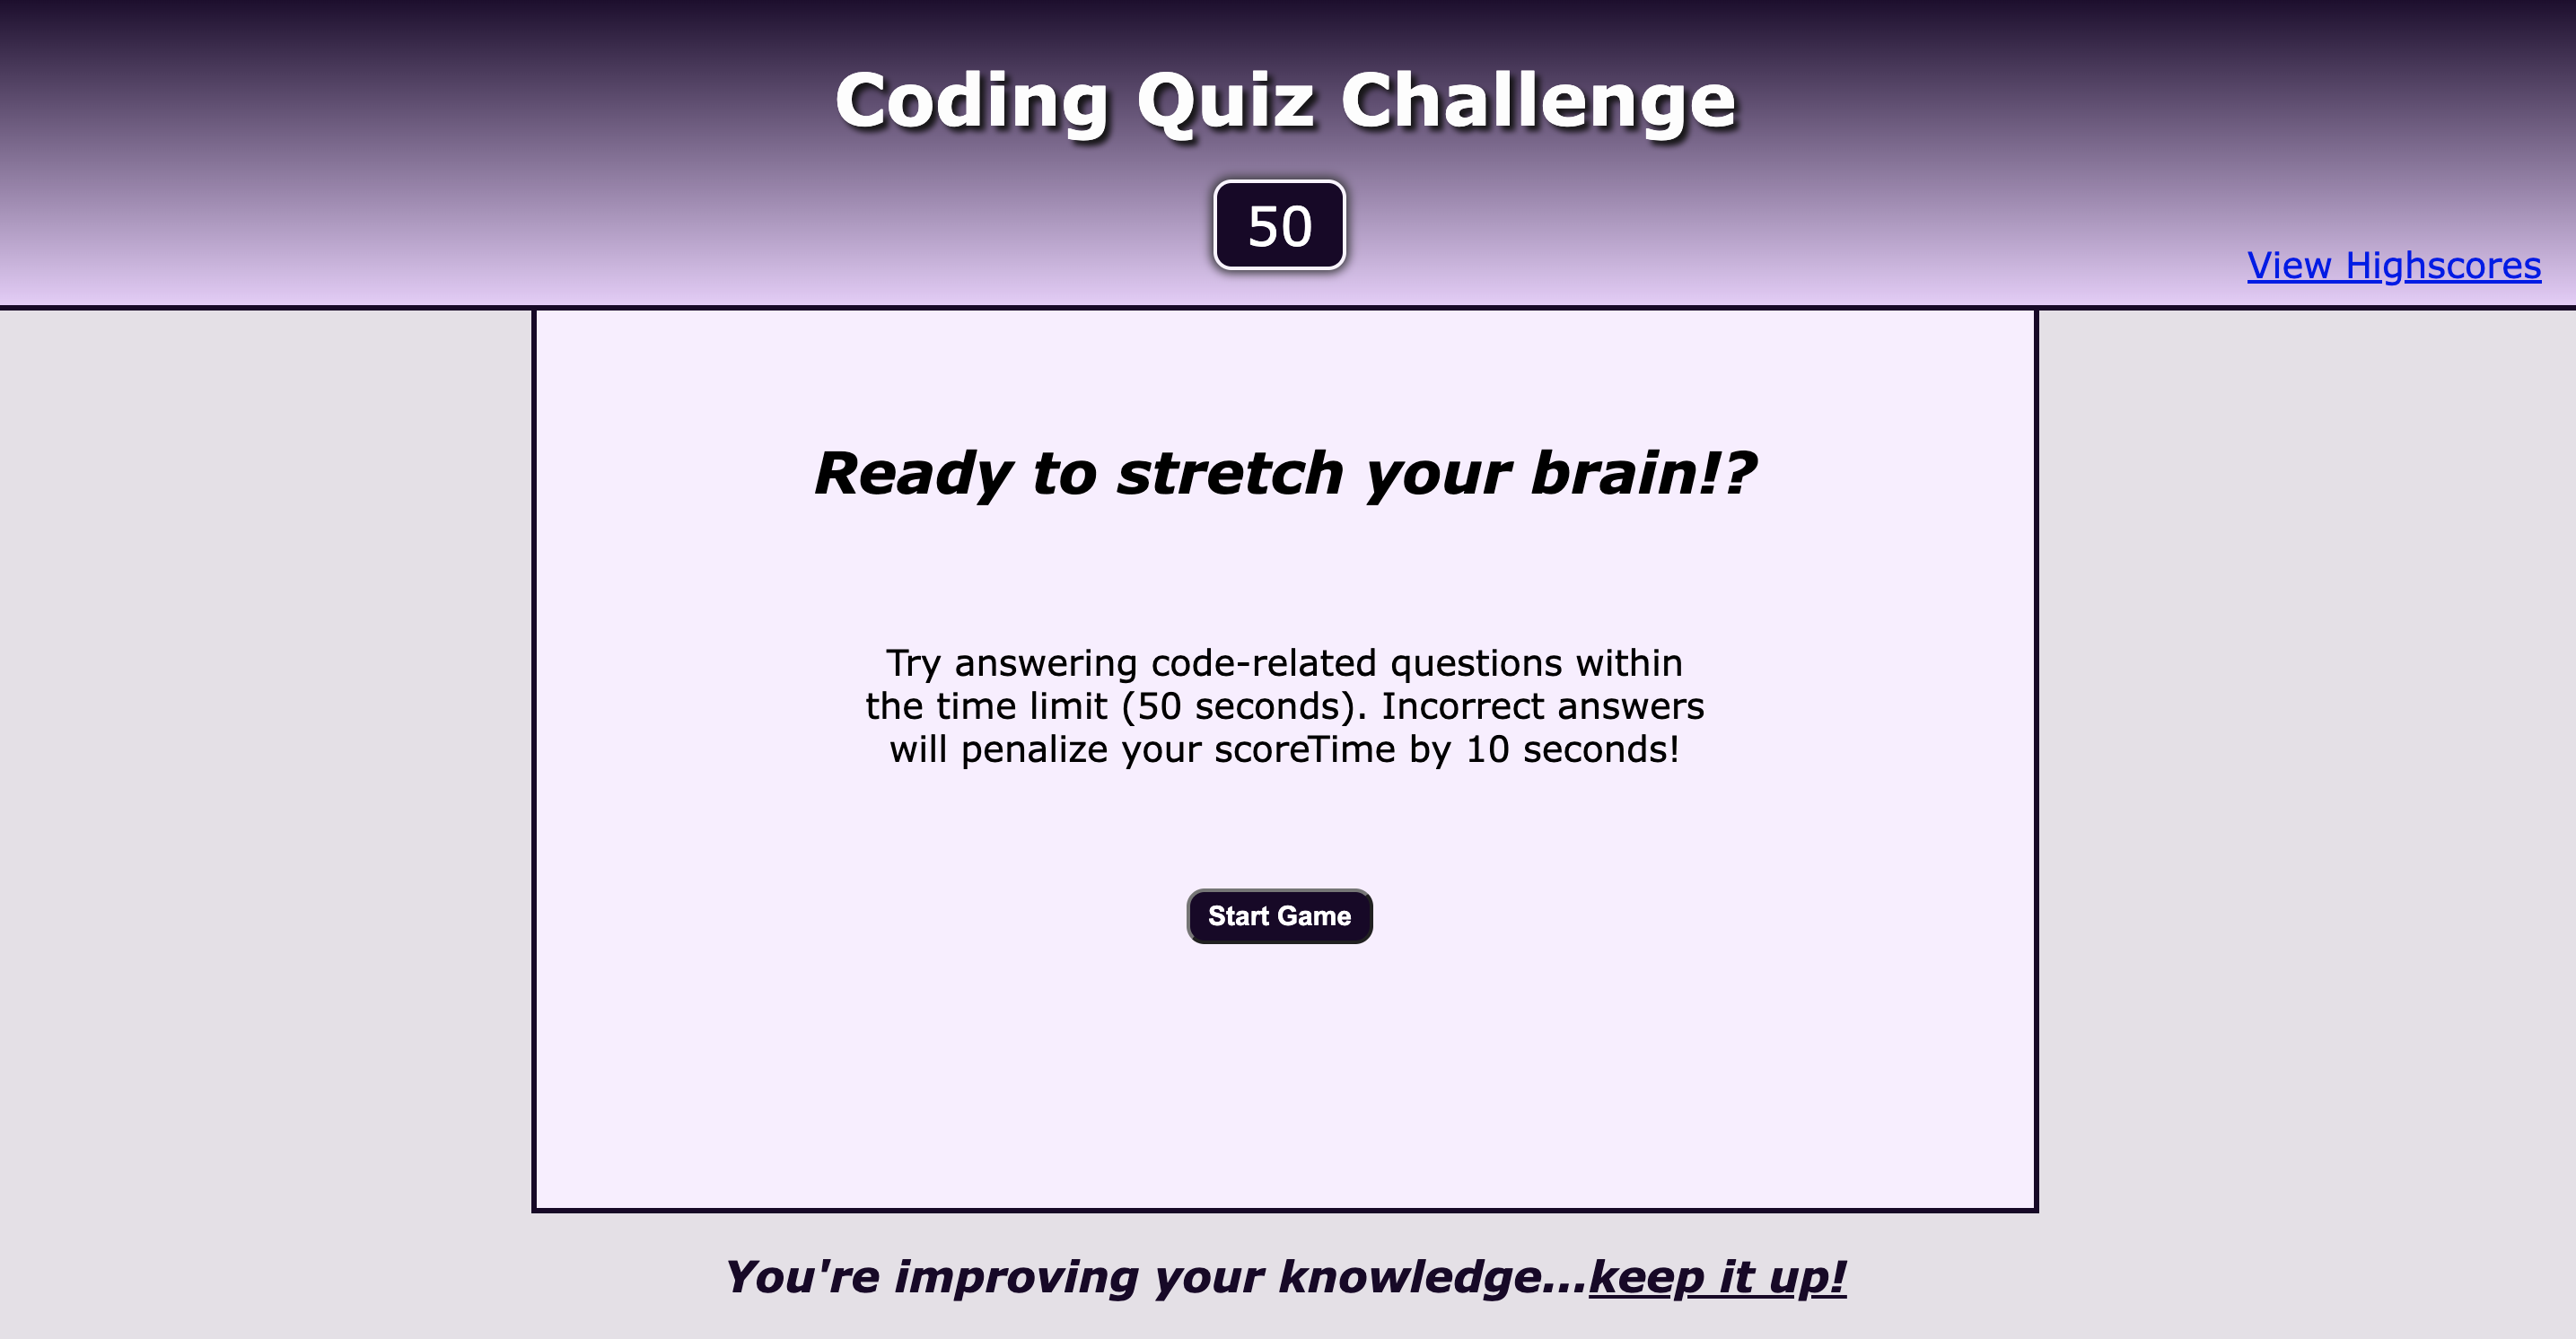 Coding Quiz Challenge
50
View Highscores
Ready to stretch your brain!?
Try answering code-related questions within
the time limit (50 seconds). Incorrect answers
will penalize your scoreTime by 10 seconds!
Start Game
You're improving your knowledge...keep it up!